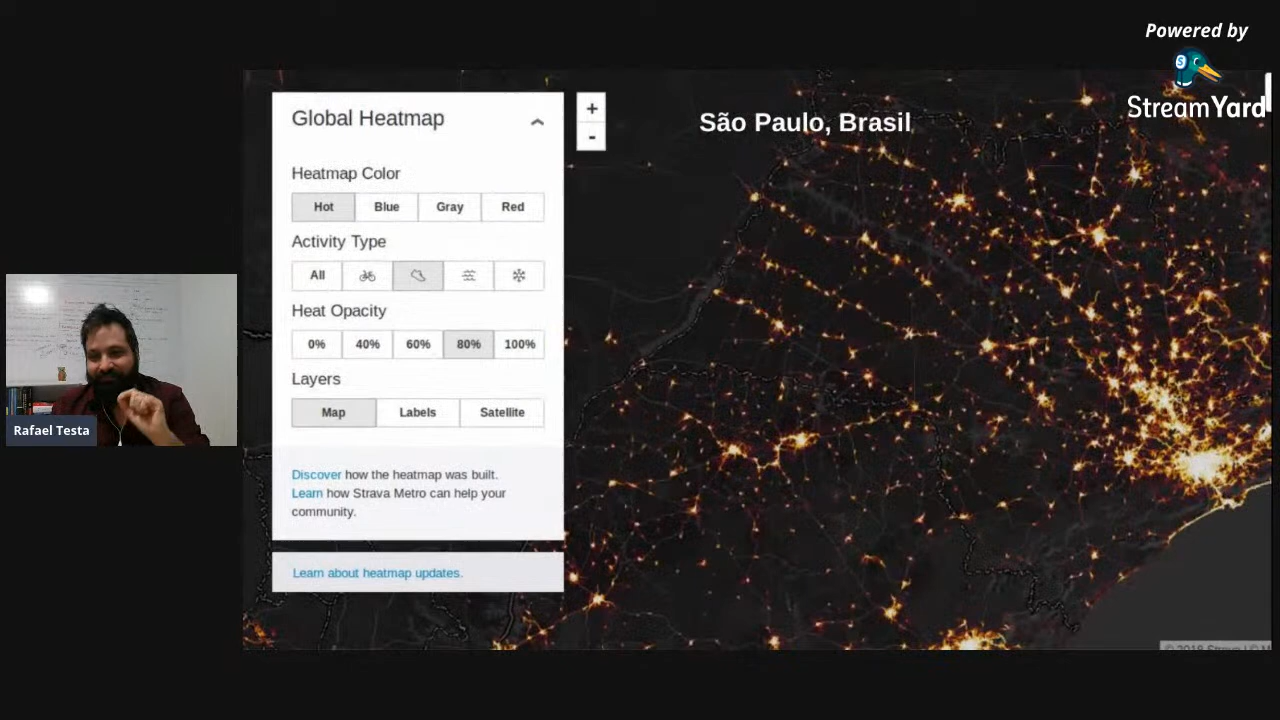 Powered by
StreamYard
São Paulo, Brasil
Global Heatmap
+
-
Heatmap Color
Hot Blue Gray Red
Activity Type
All
Heat Opacity
0% 40% 60% 80% 100%
Layers
Map Labels Satellite
Discover how the heatmap was built.
Learn how Strava Metro can help your
community.
Learn about heatmap updates.
Rafael Testa
© 2018 Strava